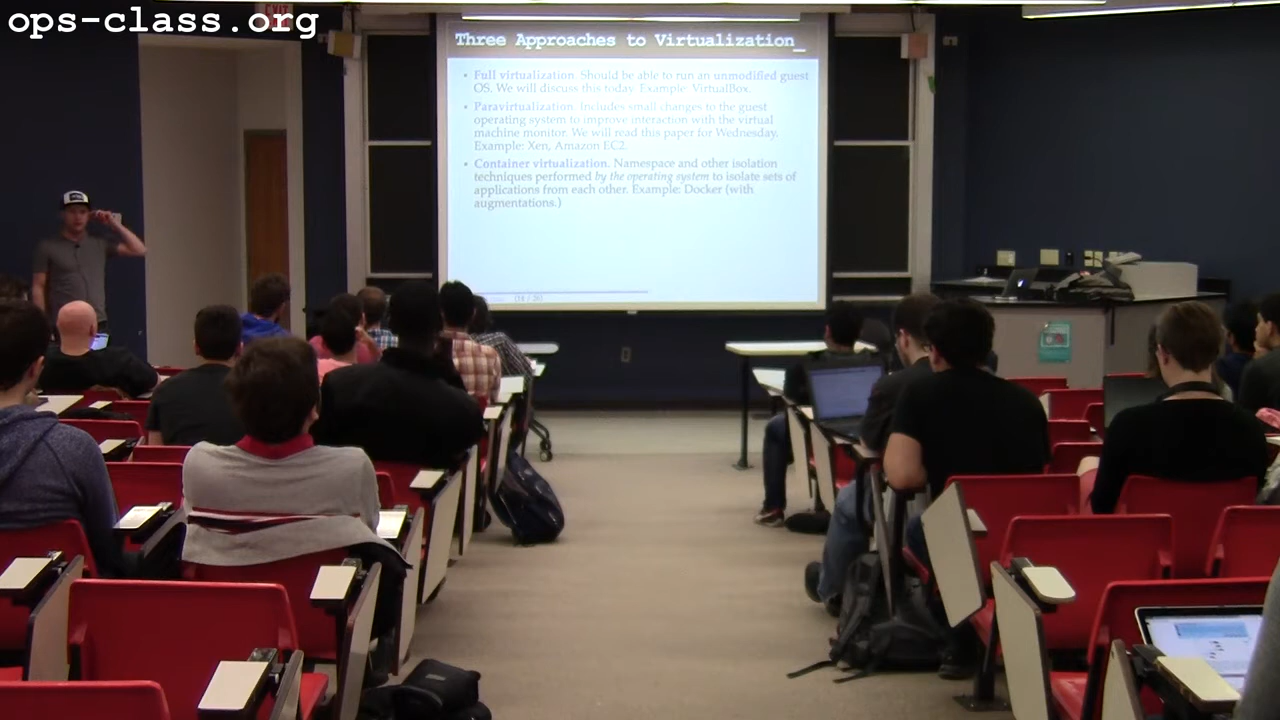 ops-class.org
EXIT
Three Approaches to Virtualization_
• Full virtualization. Should be able to run an unmodified guest
OS. We will discuss this today. Example: VirtualBox.
• Paravirtualization. Includes small changes to the guest
operating system to improve interaction with the virtual
machine monitor. We will read this paper for Wednesday.
Example: Xen, Amazon EC2.
• Container virtualization. Namespace and other isolation
techniques performed by the operating system to isolate sets of
applications from each other. Example: Docker (with
augmentations.)